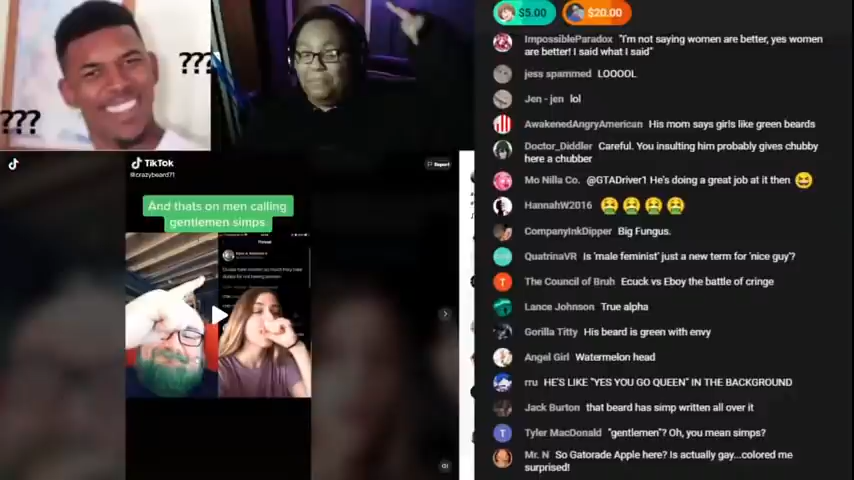 ???
???
TikTok
@crazybeard71
Report
And thats on men calling
gentlemen simps
Thread
$5.00
$20.00
ImpossibleParadox "I'm not saying women are better, yes women
are better! I said what I said"
jess spammed LOOOOL
Jen - jen lol
AwakenedAngryAmerican His mom says girls like green beards
Doctor_Diddler Careful. You insulting him probably gives chubby
here a chubber
Mo Nilla Co. @GTADriver1 He's doing a great job at it then 😆
HannahW2016 🤮🤮🤮🤮
CompanyInkDipper Big Fungus.
QuatrinaVR Is 'male feminist' just a new term for 'nice guy'?
T The Council of Bruh Ecuck vs Eboy the battle of cringe
Lance Johnson True alpha
Gorilla Titty His beard is green with envy
Angel Girl Watermelon head
rru HE'S LIKE "YES YOU GO QUEEN" IN THE BACKGROUND
Jack Burton that beard has simp written all over it
T Tyler MacDonald "gentlemen"? Oh, you mean simps?
Mr. N So Gatorade Apple here? Is actually gay...colored me
surprised!